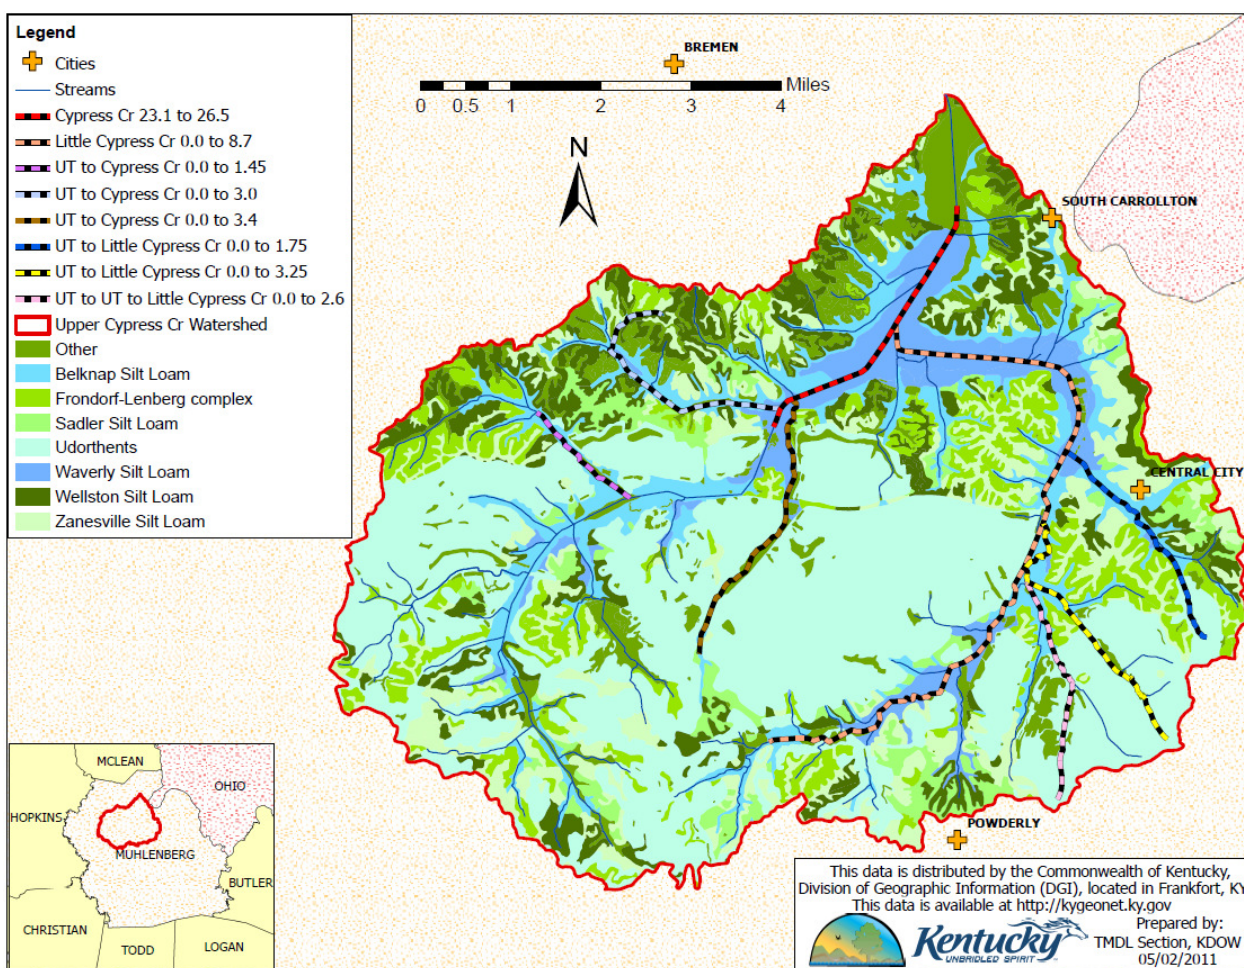 Legend
Cities
Streams
Cypress Cr 23.1 to 26.5
Little Cypress Cr 0.0 to 8.7
UT to Cypress Cr 0.0 to 1.45
UT to Cypress Cr 0.0 to 3.0
UT to Cypress Cr 0.0 to 3.4
UT to Little Cypress Cr 0.0 to 1.75
UT to Little Cypress Cr 0.0 to 3.25
UT to UT to Little Cypress Cr 0.0 to 2.6
Upper Cypress Cr Watershed
Other
Belknap Silt Loam
Frondorf-Lenberg complex
Sadler Silt Loam
Udorthents
Waverly Silt Loam
Wellston Silt Loam
Zanesville Silt Loam
BREMEN
Miles
0 0.5 1 2 3 4
N
SOUTH CARROLLTON
CENTRAL CITY
POWDERLY
MCLEAN
OHIO
HOPKINS
MUHLENBERG
BUTLER
CHRISTIAN
TODD
LOGAN
This data is distributed by the Commonwealth of Kentucky,
Division of Geographic Information (DGI), located in Frankfort, KY
This data is available at http://kygeonet.ky.gov
Kentucky
UNBRIDLED SPIRIT
Prepared by:
TMDL Section, KDOW
05/02/2011